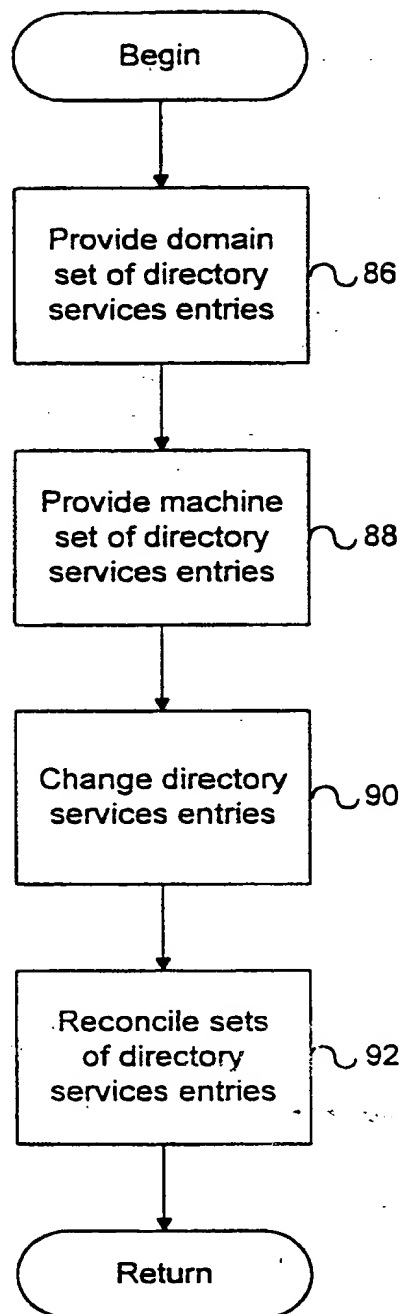 Begin
Provide domain
set of directory
services entries
86
Provide machine
set of directory
services entries
88
Change directory
services entries
90
Reconcile sets
of directory
services entries
92
Return